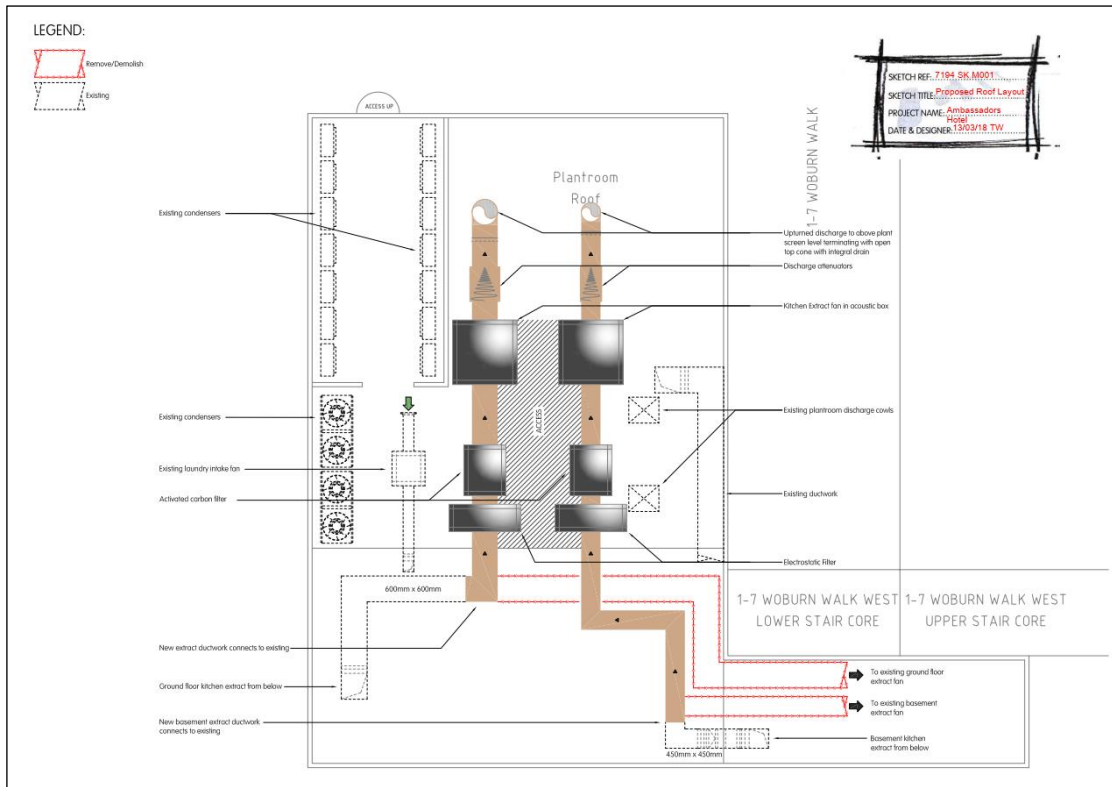 LEGEND:
Remove/Demolish
Existing
ACCESS UP
SKETCH REF: 7194 SK M001
SKETCH TITLE: Proposed Roof Layout
PROJECT NAME: Ambassadors
Hotel
DATE & DESIGNER: 13/03/18 TW
1-7 WOBURN WALK
Plantroom
Roof
Existing condensers
Upturned discharge to above plant
screen level terminating with open
top cone with integral drain
Discharge attenuators
Kitchen Extract fan in acoustic box
Existing condensers
ACCESS
Existing plantroom discharge cowls
Existing laundry intake fan
Activated carbon filter
Existing ductwork
Electrostatic Filter
600mm x 600mm
1-7 WOBURN WALK WEST
LOWER STAIR CORE
1-7 WOBURN WALK WEST
UPPER STAIR CORE
New extract ductwork connects to existing
To existing ground floor
extract fan
Ground floor kitchen extract from below
To existing basement
extract fan
New basement extract ductwork
connects to existing
Basement kitchen
extract from below
450mm x 450mm